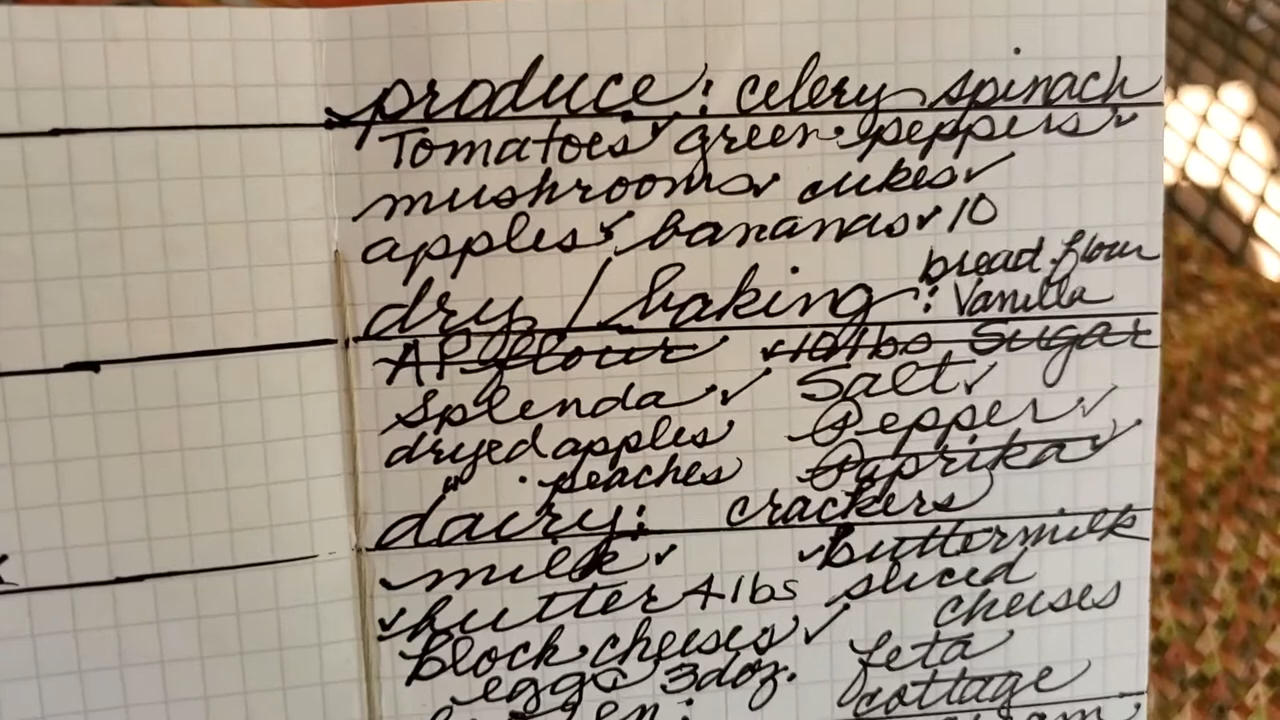 produce: celery spinach
Tomatoes ✓ green peppers ✓
mushrooms ✓ cukes ✓
apples ✓ bananas ✓ 10
bread flour
dry / baking: Vanilla
AP flour ✓ 10 lbs Sugar
Splenda ✓ Salt ✓
dryed apples Pepper ✓
" peaches Paprika ✓
dairy: crackers
milk ✓ ✓ buttermilk
✓ butter 4 lbs sliced
cheeses
Block cheeses ✓
feta
eggs 3 doz.
cottage